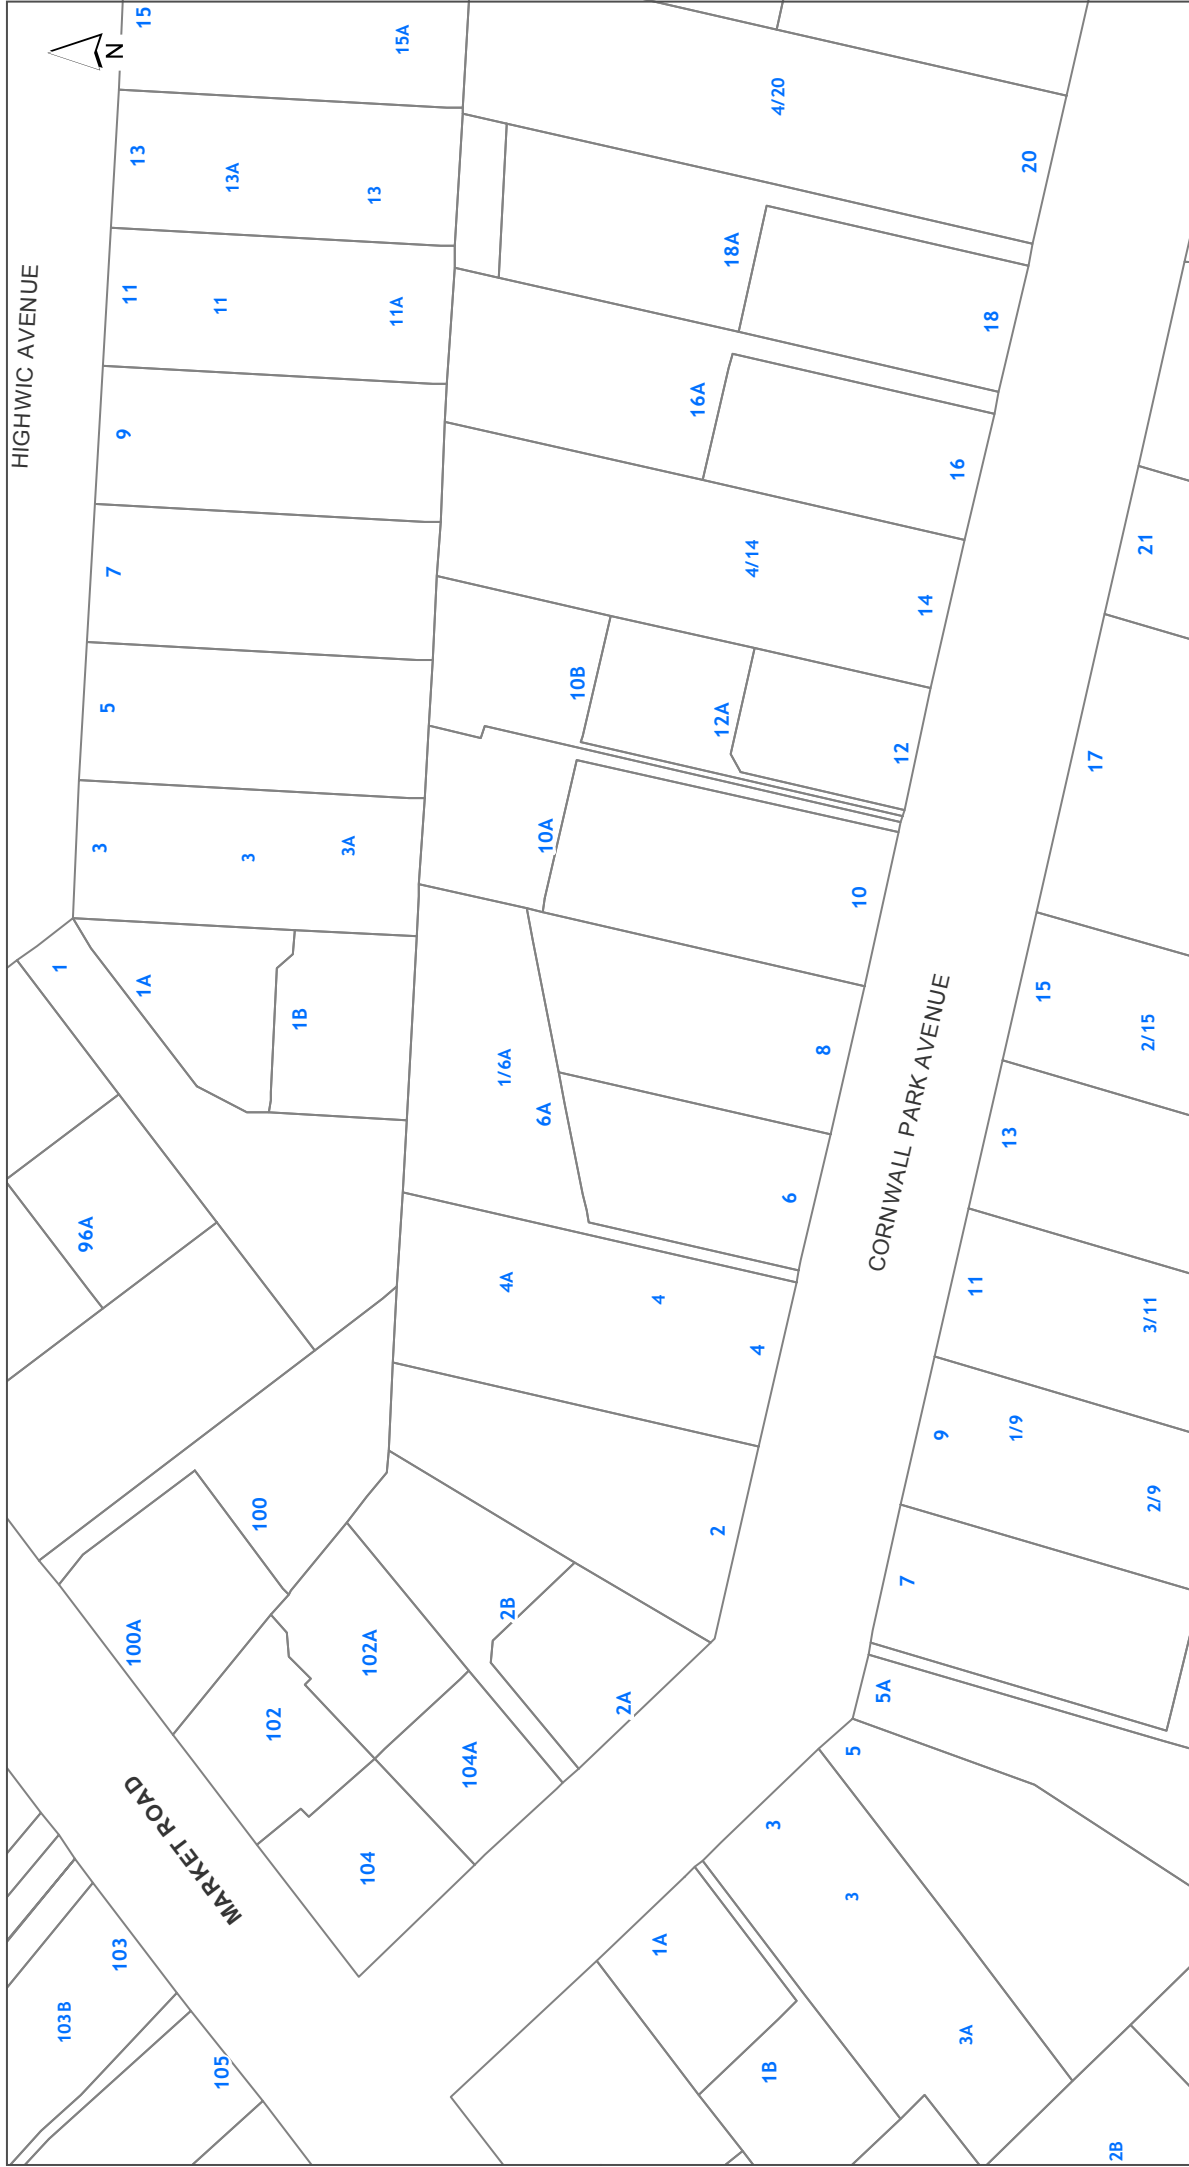 HIGHWIC AVENUE
N
15
15A
13
13A
13
11
11
11A
9
7
5
3
3
3A
1
1A
1B
96A
4/20
20
18A
18
16A
16
4/14
14
10B
12A
12
10A
10
8
1/6A
6A
6
4A
4
4
2
2B
2A
100
100A
102A
102
104A
104
MARKET ROAD
103
103B
105
CORNWALL PARK AVENUE
21
17
15
2/15
13
11
3/11
9
1/9
2/9
7
5A
5
3
3
3A
1A
1B
2B